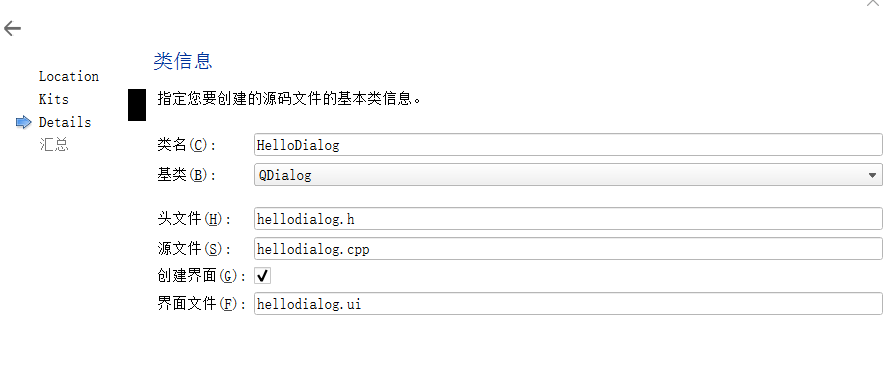 类信息
Location
Kits
Details
汇总
指定您要创建的源码文件的基本类信息。
类名(C): HelloDialog
基类(B): QDialog
头文件(H): hellodialog.h
源文件(S): hellodialog.cpp
创建界面(G):
界面文件(F): hellodialog.ui